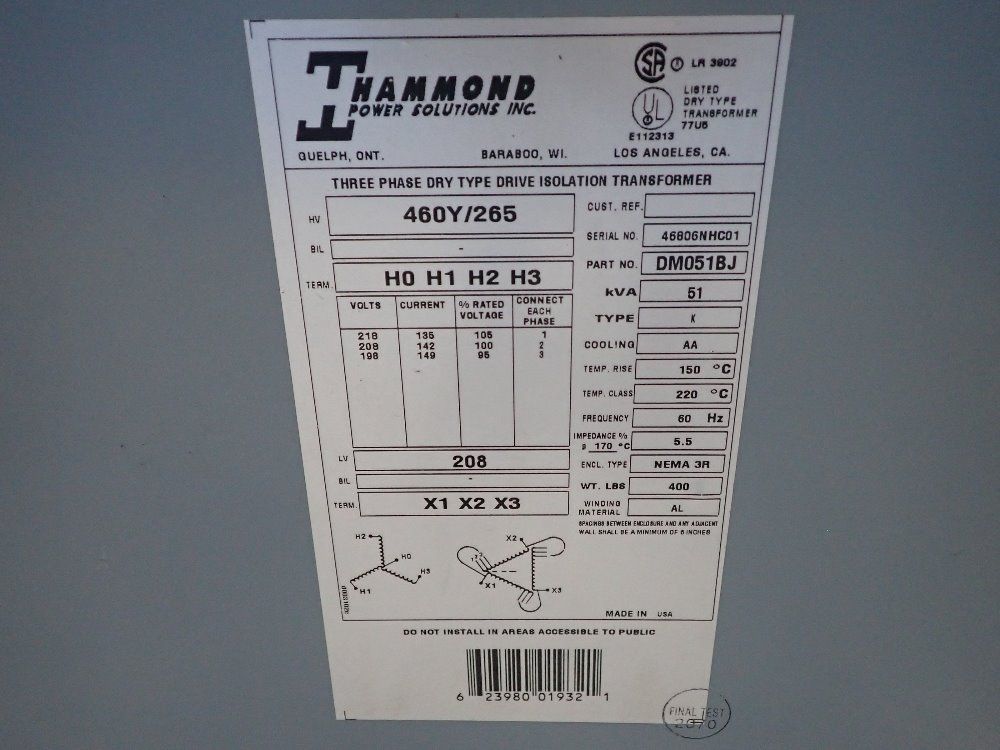 HAMMOND
POWER SOLUTIONS INC.
LR 3902
LISTED
DRY TYPE
TRANSFORMER
77U5
E112313
GUELPH, ONT. BARABOO, WI. LOS ANGELES, CA.
THREE PHASE DRY TYPE DRIVE ISOLATION TRANSFORMER
HV 460Y/265
BIL -
TERM. H0 H1 H2 H3
VOLTS CURRENT % RATED VOLTAGE CONNECT EACH PHASE
218 135 105 1
208 142 100 2
198 149 95 3
LV 208
BIL -
TERM. X1 X2 X3
CUST. REF.
SERIAL NO. 46806NHC01
PART NO. DM051BJ
kVA 51
TYPE K
COOLING AA
TEMP. RISE 150 °C
TEMP. CLASS 220 °C
FREQUENCY 60 Hz
IMPEDANCE %
@ 170 °C 5.5
ENCL. TYPE NEMA 3R
WT. LBS 400
WINDING
MATERIAL AL
SPACINGS BETWEEN ENCLOSURE AND ANY ADJACENT
WALL SHALL BE A MINIMUM OF 6 INCHES
H2 H0 H3 H1
X2 X1 X3
MADE IN USA
DO NOT INSTALL IN AREAS ACCESSIBLE TO PUBLIC
6 23980 01932 1
FINAL TEST
2070